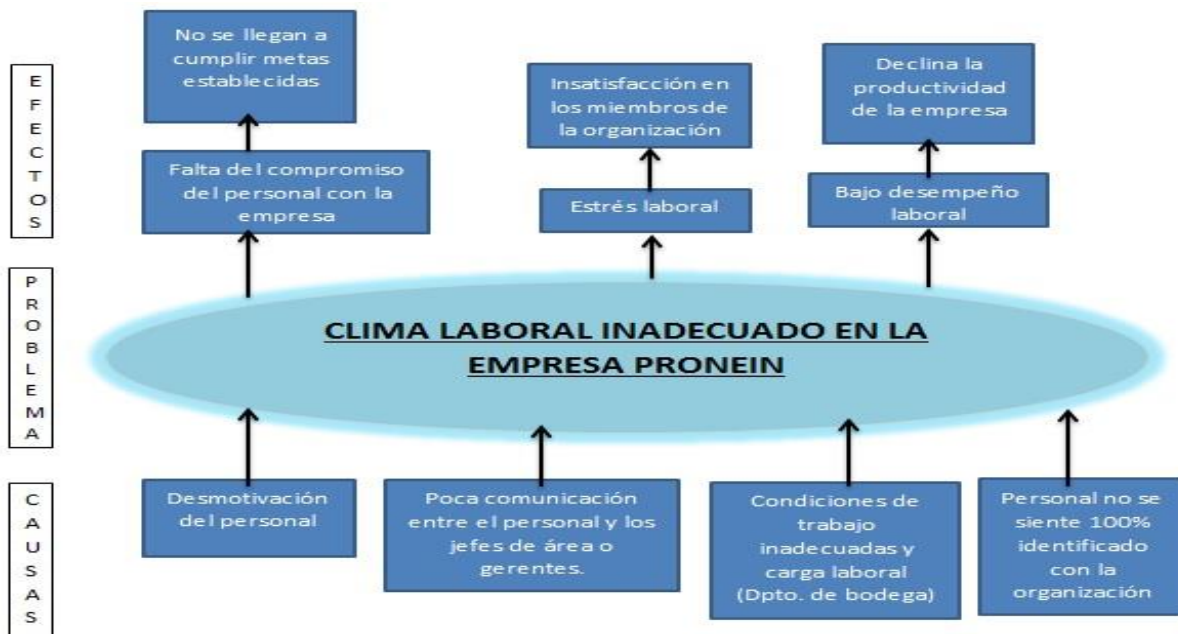 EFECTOS
No se llegan a
cumplir metas
establecidas
Insatisfacción en
los miembros de
la organización
Declina la
productividad
de la empresa
Falta del compromiso
del personal con la
empresa
Estrés laboral
Bajo desempeño
laboral
PROBLEMA
CLIMA LABORAL INADECUADO EN LA
EMPRESA PRONEIN
CAUSAS
Desmotivación
del personal
Poca comunicación
entre el personal y los
jefes de área o
gerentes.
Condiciones de
trabajo
inadecuadas y
carga laboral
(Dpto. de bodega)
Personal no se
siente 100%
identificado
con la
organización